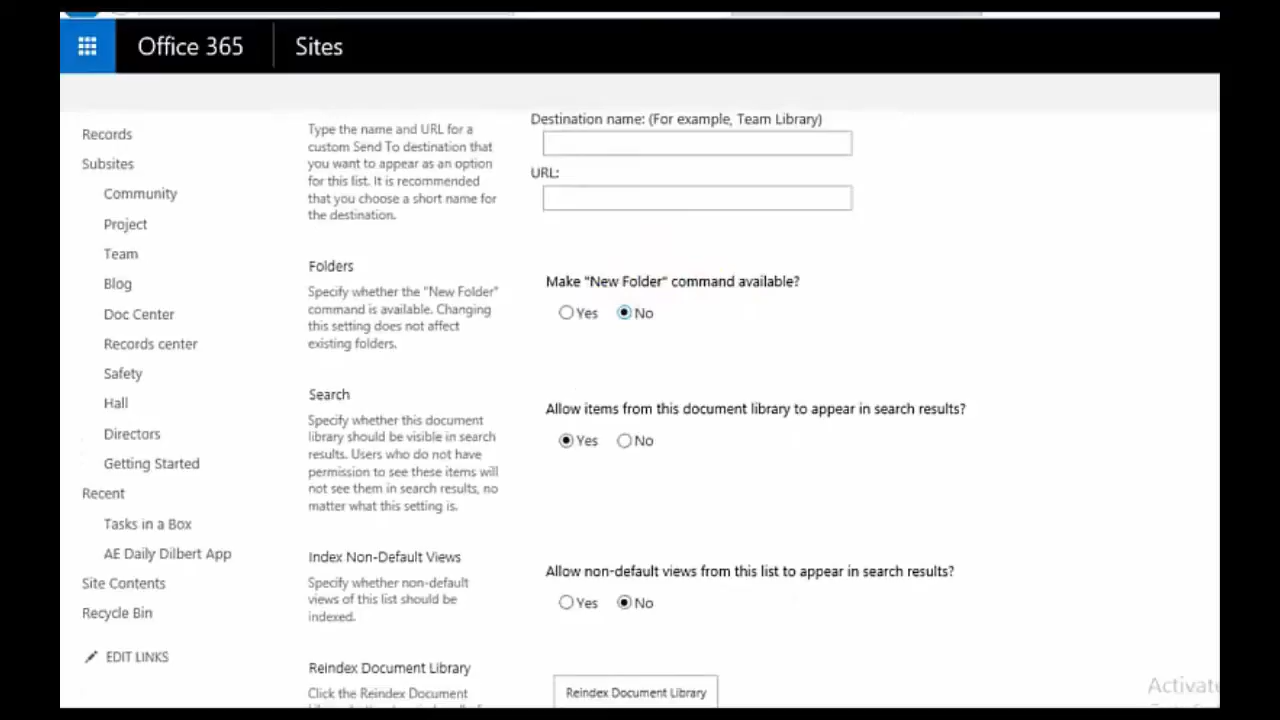 Office 365 Sites
Records
Subsites
Community
Project
Team
Blog
Doc Center
Records center
Safety
Hall
Directors
Getting Started
Recent
Tasks in a Box
AE Daily Dilbert App
Site Contents
Recycle Bin
EDIT LINKS
Type the name and URL for a
custom Send To destination that
you want to appear as an option
for this list. It is recommended
that you choose a short name for
the destination.
Destination name: (For example, Team Library)
URL:
Folders
Specify whether the "New Folder"
command is available. Changing
this setting does not affect
existing folders.
Make "New Folder" command available?
Yes No
Search
Specify whether this document
library should be visible in search
results. Users who do not have
permission to see these items will
not see them in search results, no
matter what this setting is.
Allow items from this document library to appear in search results?
Yes No
Index Non-Default Views
Specify whether non-default
views of this list should be
indexed.
Allow non-default views from this list to appear in search results?
Yes No
Reindex Document Library
Click the Reindex Document
Reindex Document Library
Activate